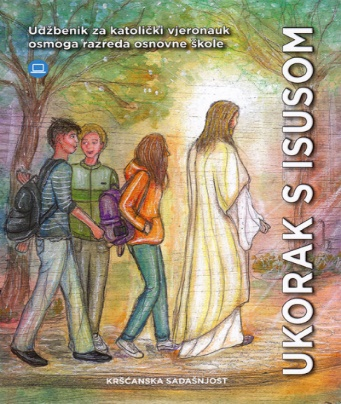 Udžbenik za katolički vjeronauk
osmoga razreda osnovne škole
UKORAK S ISUSOM
KRŠĆANSKA SADAŠNJOST